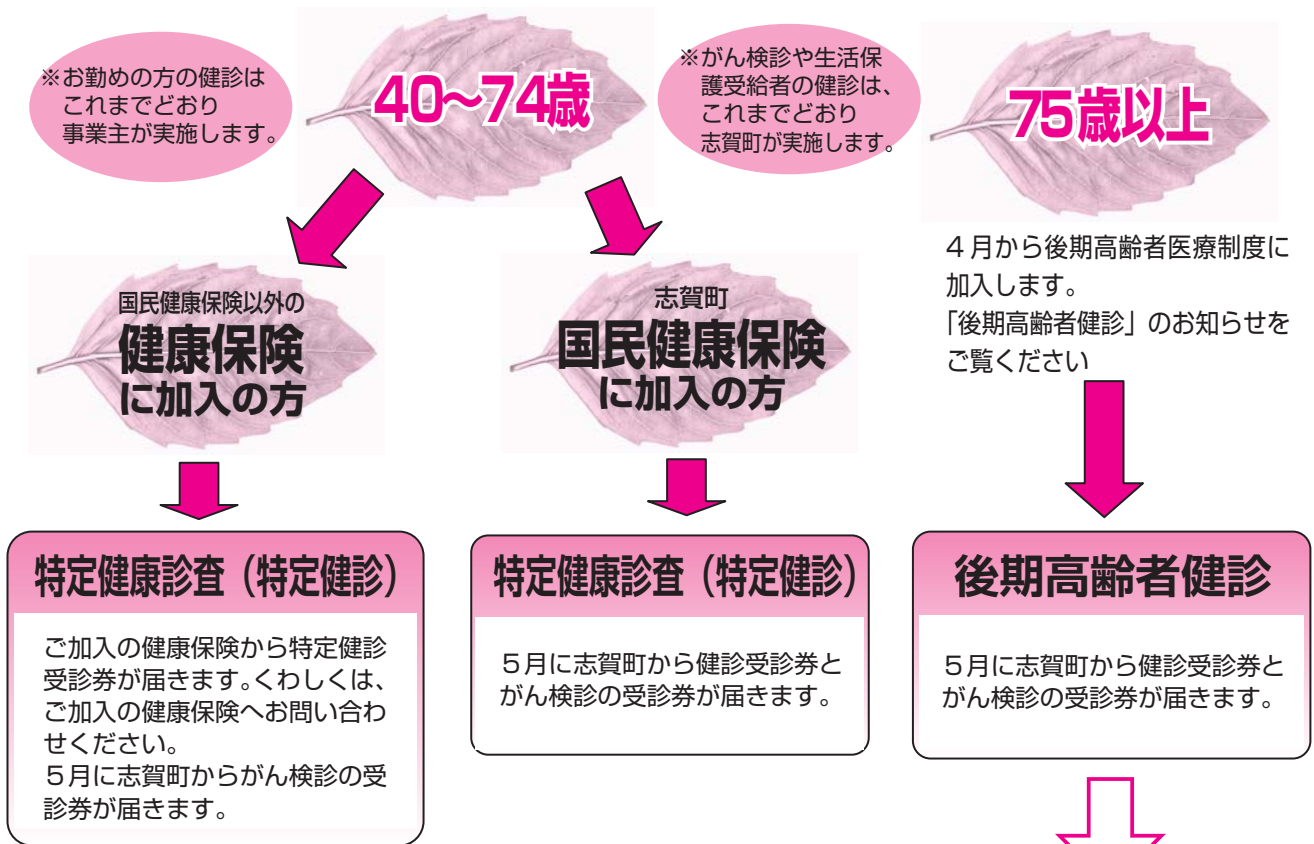 ※お勤めの方の健診は
これまでどおり
事業主が実施します。
40〜74歳
※がん検診や生活保
護受給者の健診は、
これまでどおり
志賀町が実施します。
75歳以上
４月から後期高齢者医療制度に
加入します。
「後期高齢者健診」のお知らせを
ご覧ください
国民健康保険以外の
健康保険
に加入の方
志賀町
国民健康保険
に加入の方
特定健康診査（特定健診）
ご加入の健康保険から特定健診
受診券が届きます。くわしくは、
ご加入の健康保険へお問い合わ
せください。
５月に志賀町からがん検診の受
診券が届きます。
特定健康診査（特定健診）
５月に志賀町から健診受診券と
がん検診の受診券が届きます。
後期高齢者健診
５月に志賀町から健診受診券と
がん検診の受診券が届きます。